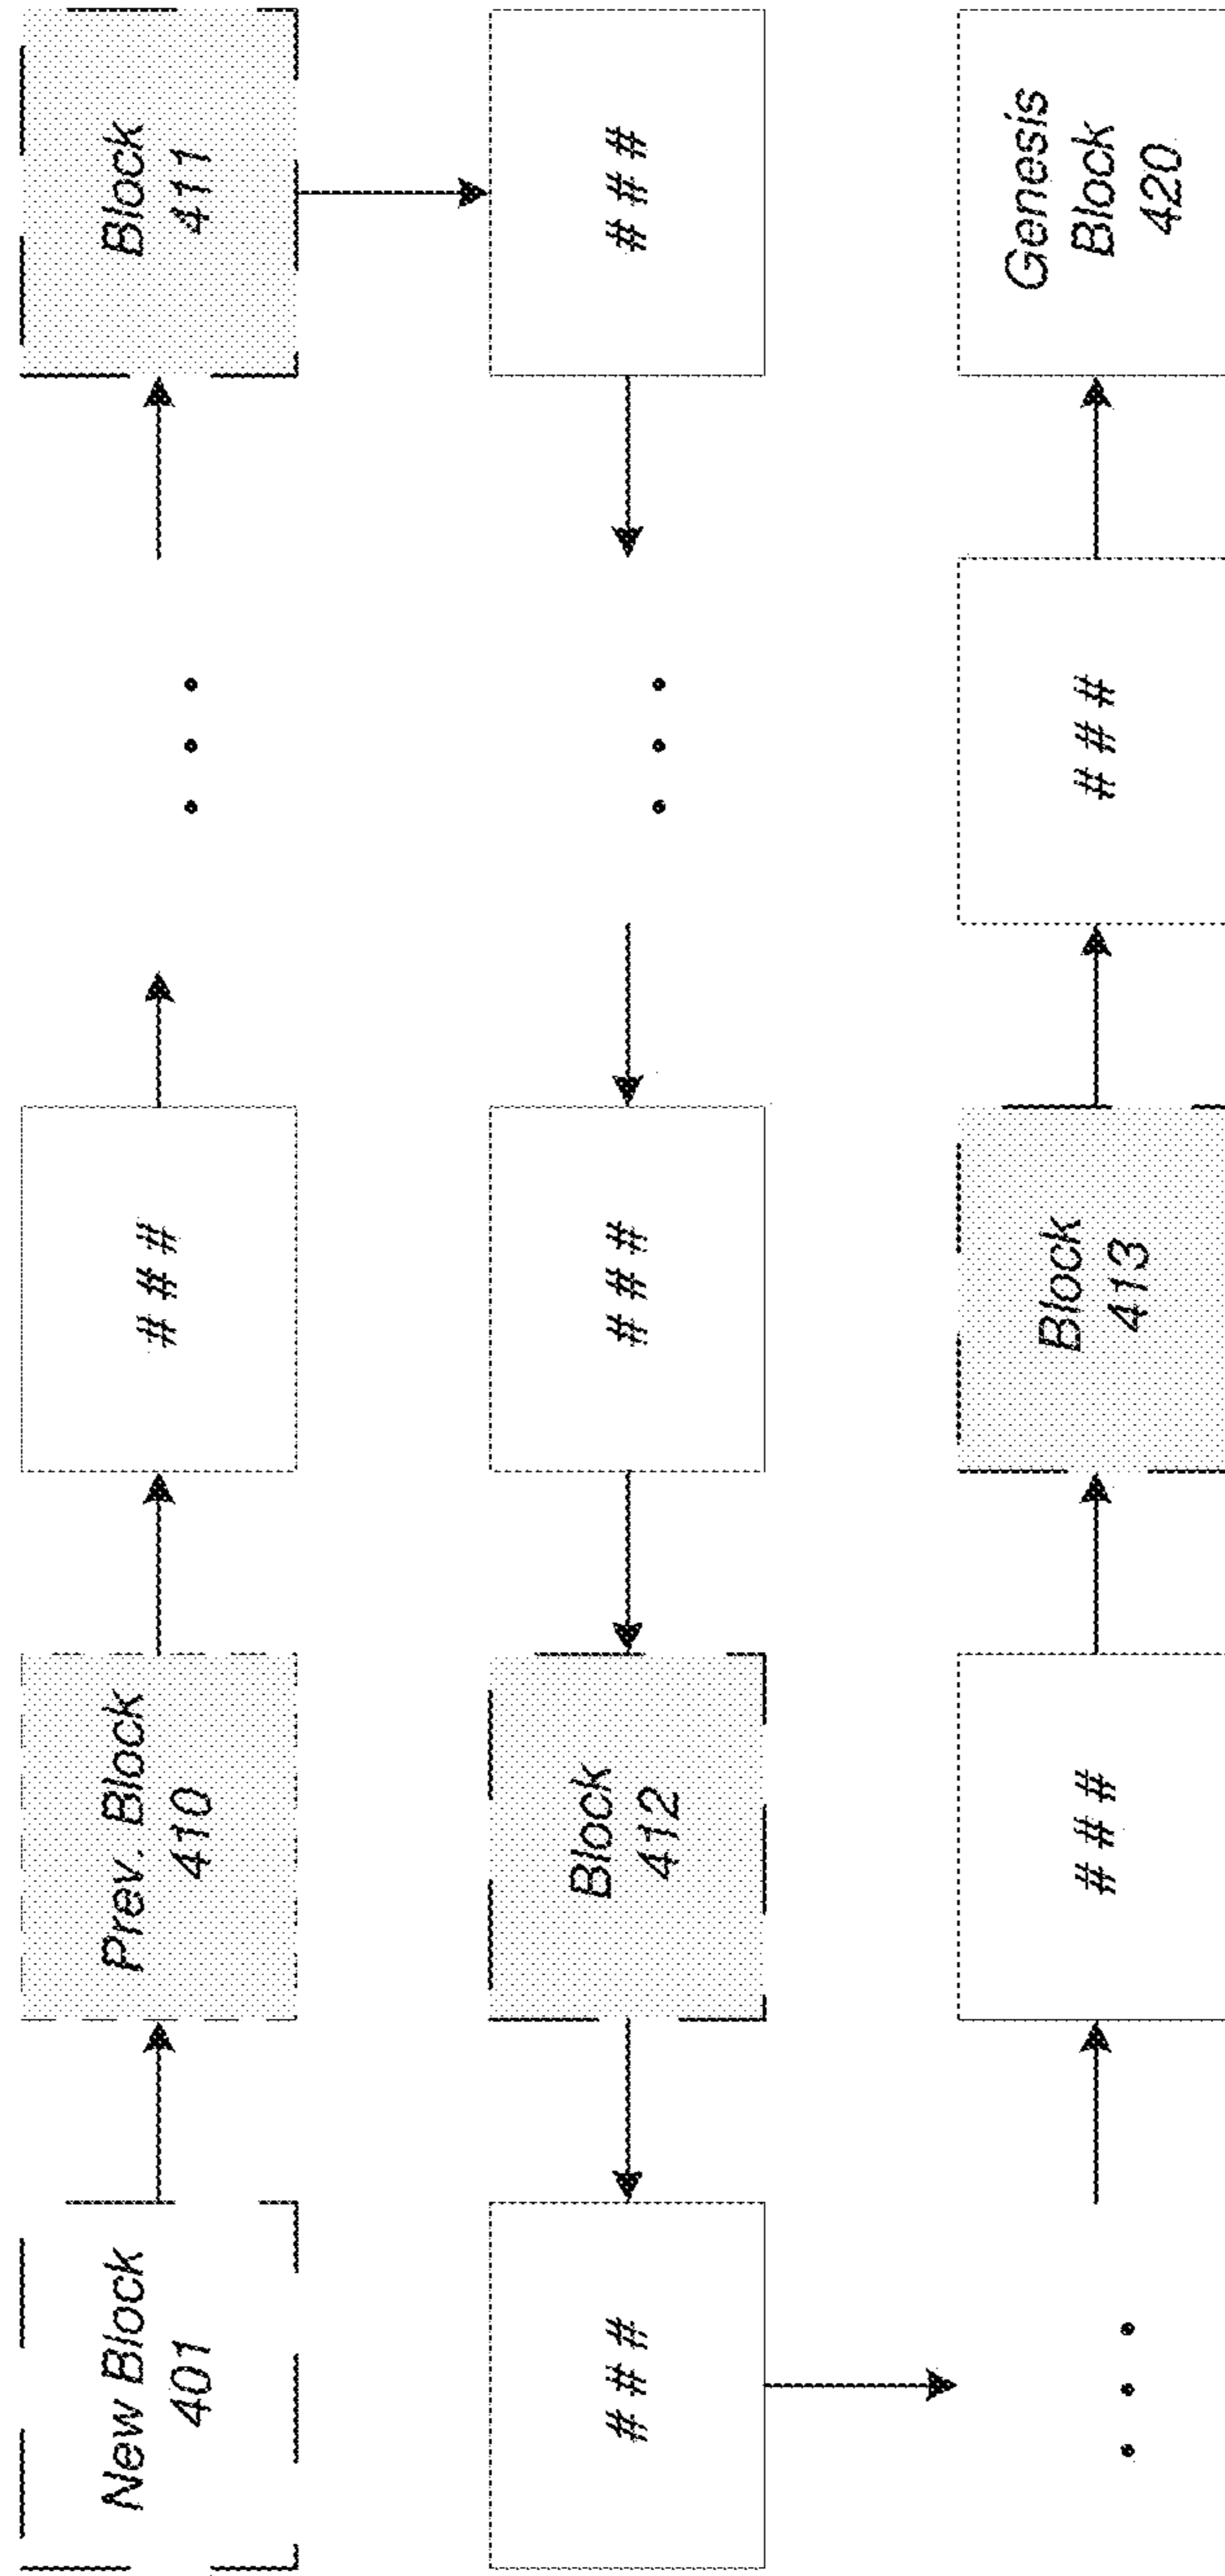 New Block
401
Prev. Block
410
# # #
• • •
Block
411
# # #
Block
412
# # #
• • •
# # #
• • •
# # #
Block
413
# # #
Genesis
Block
420